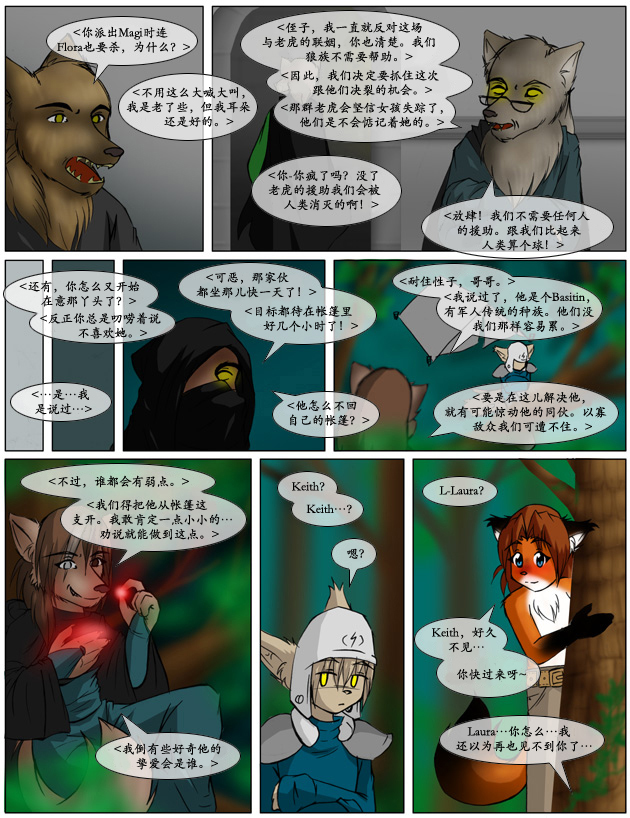 <你派出Magi时连
Flora也要杀，为什么？>
<不用这么大喊大叫，
我是老了些，但我耳朵
还是好的。>
<侄子，我一直就反对这场
与老虎的联姻，你也清楚。我们
狼族不需要帮助。>
<因此，我们决定要抓住这次
跟他们决裂的机会。>
<那群老虎会坚信女孩失踪了，
他们是不会惦记着她的。>
<你-你疯了吗？没了
老虎的援助我们会被
人类消灭的啊！>
<放肆！我们不需要任何人
的援助。跟我们比起来
人类算个球！>
<还有，你怎么又开始
在意那丫头了？>
<反正你总是叨唠着说
不喜欢她。>
<…是…我
是说过…>
<可恶，那家伙
都坐那儿快一天了！>
<目标都待在帐蓬里
好几个小时了！>
<他怎么不回
自己的帐蓬？>
<耐住性子，哥哥。>
<我说过了，他是个Basitin，
有军人传统的种族。他们没
我们那样容易累。>
<要是在这儿解决他，
就有可能惊动他的同伙。以寡
敌众我们可遭不住。>
<不过，谁都会有弱点。>
<我们得把他从帐蓬这
支开。我敢肯定一点小小的…
劝说就能做到这点。>
<我倒有些好奇他的
挚爱会是谁。>
Keith?
Keith…?
嗯?
L-Laura?
Keith，好久
不见…
你快过来呀~
Laura…你怎么…我
还以为再也见不到你了…